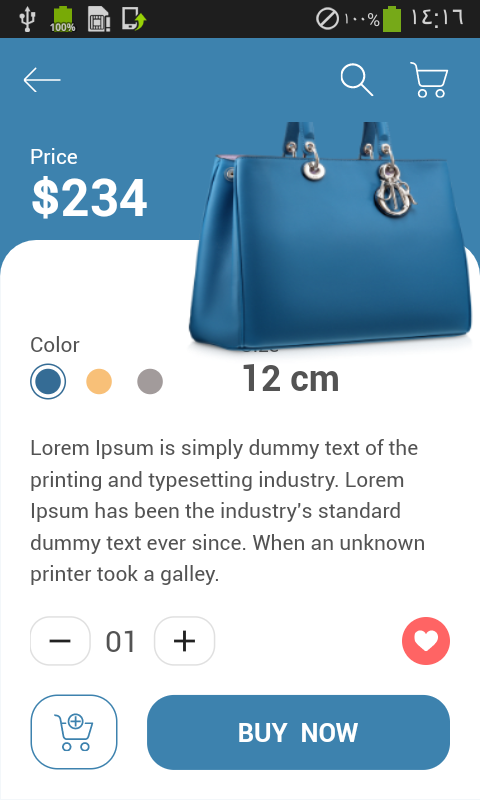 100%
١٠٠%
١٤:١٦
Price
$234
Color
12 cm
Lorem Ipsum is simply dummy text of the
printing and typesetting industry. Lorem
Ipsum has been the industry's standard
dummy text ever since. When an unknown
printer took a galley.
01
BUY NOW